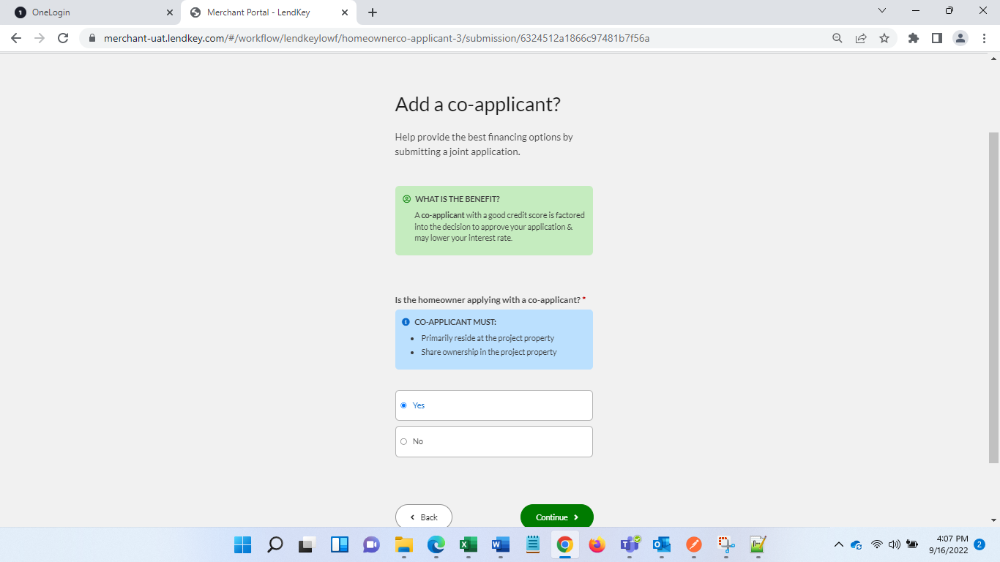 OneLogin
Merchant Portal - LendKey
merchant-uat.lendkey.com/#/workflow/lendkeylowf/homeownerco-applicant-3/submission/6324512a1866c97481b7f56a
Add a co-applicant?
Help provide the best financing options by
submitting a joint application.
WHAT IS THE BENEFIT?
A co-applicant with a good credit score is factored
into the decision to approve your application &
may lower your interest rate.
Is the homeowner applying with a co-applicant? *
CO-APPLICANT MUST:
• Primarily reside at the project property
• Share ownership in the project property
Yes
No
Back
Continue
4:07 PM
9/16/2022
2